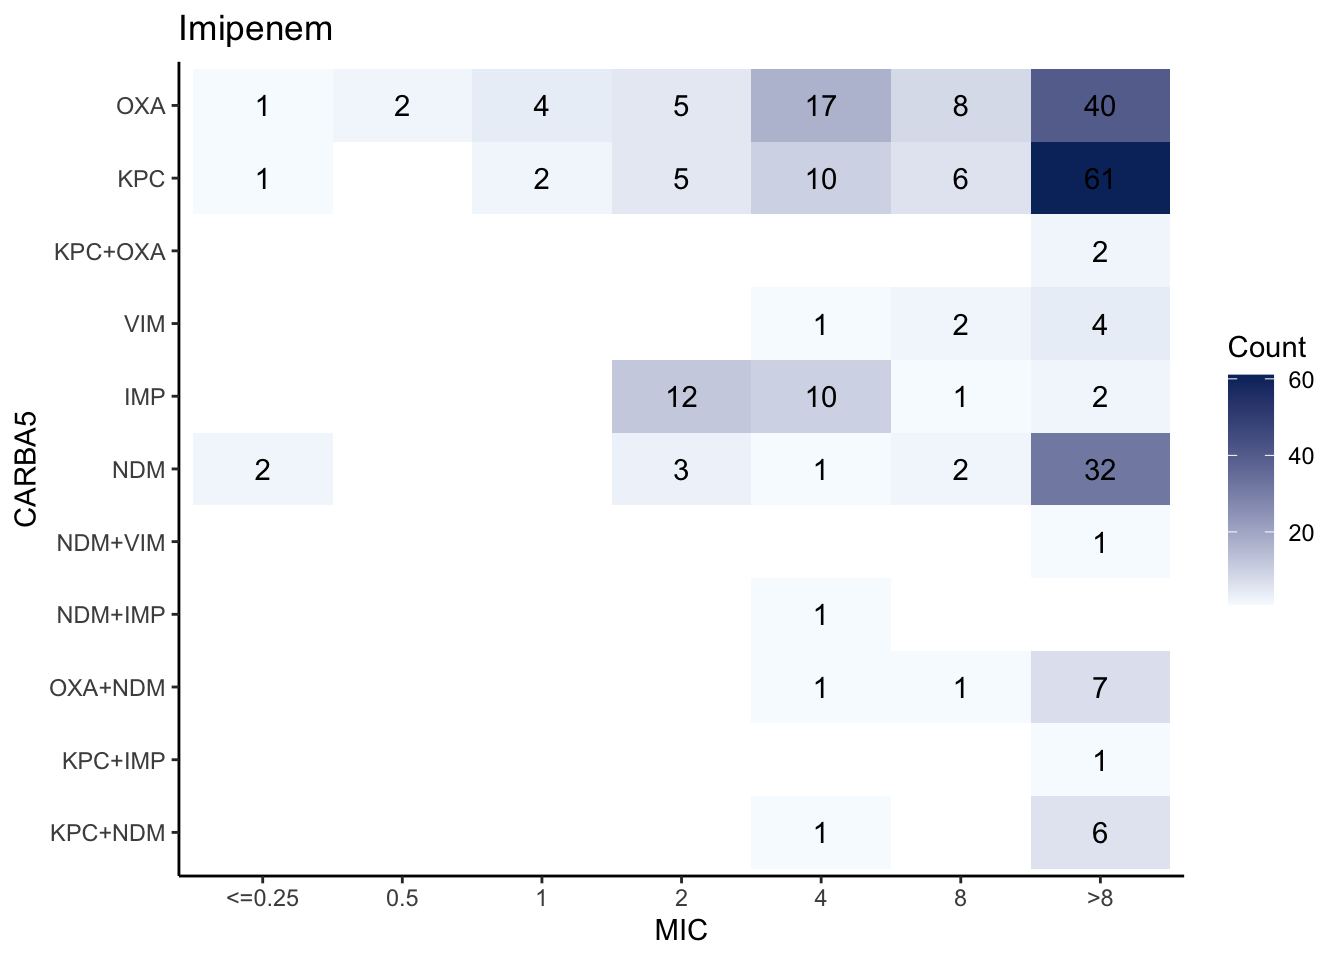 Imipenem
OXA 1 2 4 5 17 8 40
KPC 1 2 5 10 6 61
KPC+OXA 2
VIM 1 2 4
IMP 12 10 1 2
NDM 2 3 1 2 32
NDM+VIM 1
NDM+IMP 1
OXA+NDM 1 1 7
KPC+IMP 1
KPC+NDM 1 6
<=0.25 0.5 1 2 4 8 >8
MIC
CARBA5
Count
60
40
20